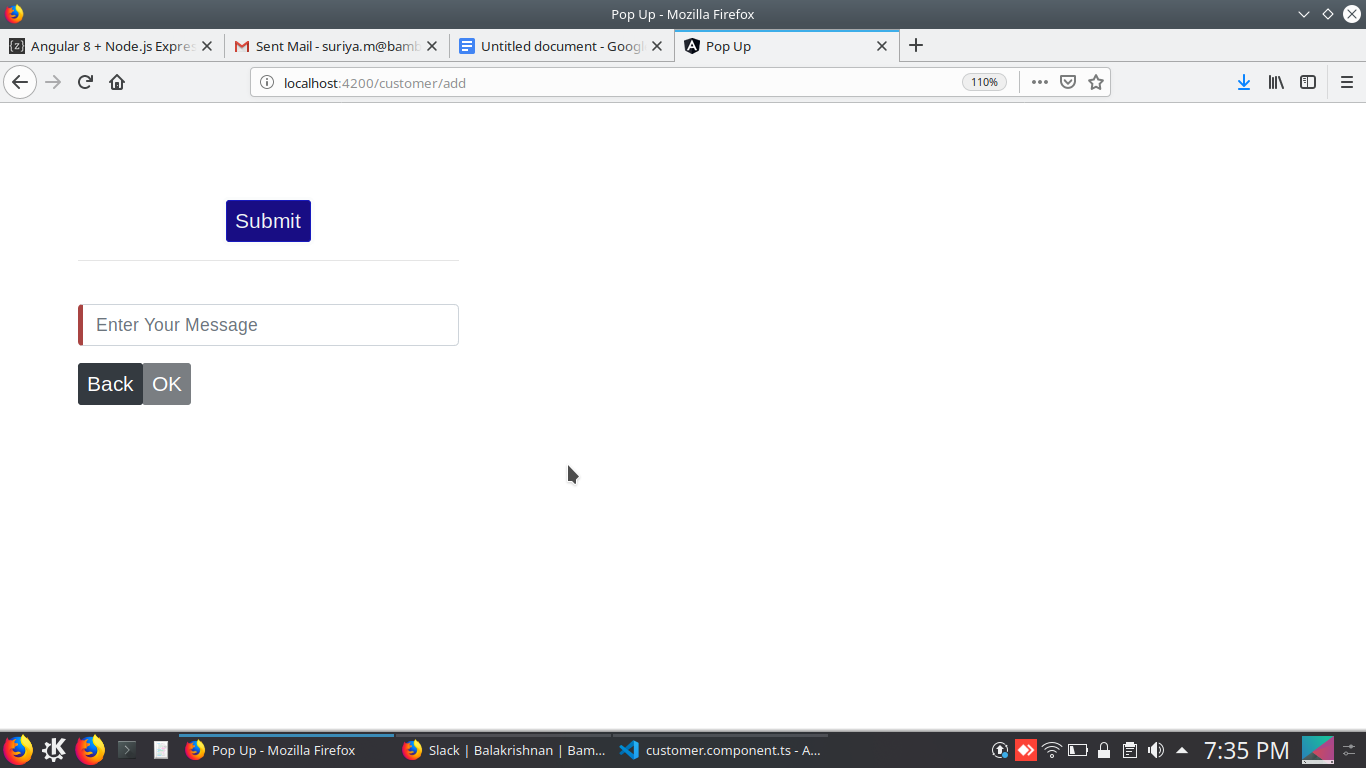 Pop Up - Mozilla Firefox
{z} Angular 8 + Node.js Expres
Sent Mail - suriya.m@bamb
Untitled document - Googl
Pop Up
localhost:4200/customer/add
110%
Submit
Enter Your Message
Back OK
Pop Up - Mozilla Firefox
Slack | Balakrishnan | Bam...
customer.component.ts - A...
7:35 PM